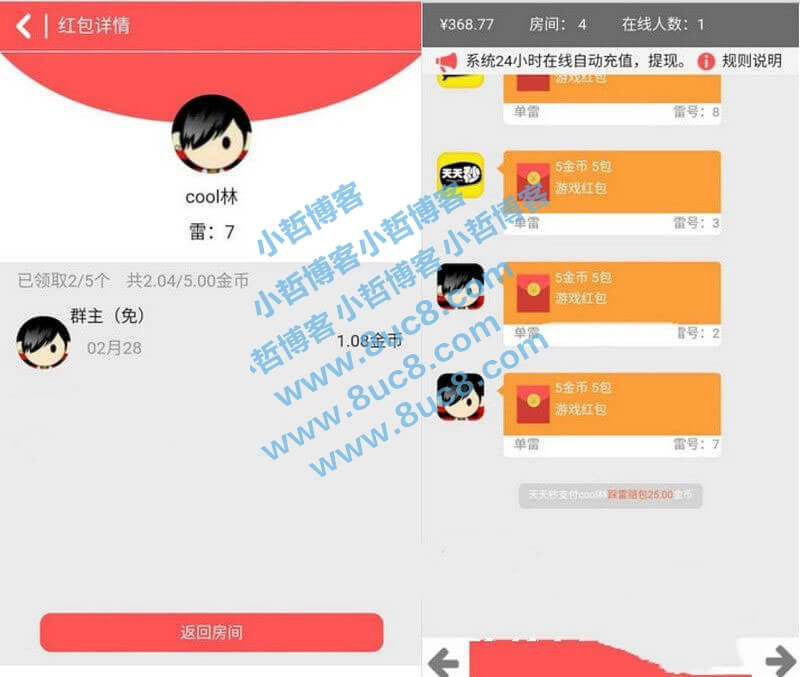 红包详情
cool林
雷：7
已领取2/5个 共2.04/5.00金币
群主（免）
02月28
1.08金币
返回房间
¥368.77 房间： 4 在线人数：1
系统24小时在线自动充值，提现。 规则说明
游戏红包
单雷 雷号：8
天天秒
5金币 5包
游戏红包
单雷 雷号：3
5金币 5包
游戏红包
单雷 雷号：2
5金币 5包
游戏红包
单雷 雷号：7
天天秒支付cool林踩雷赔包25.00金币
小哲博客
小哲博客小哲博客
哲博客小哲博客小哲博客
www.8uc8.com
www.8uc8.com
www.8uc8.com